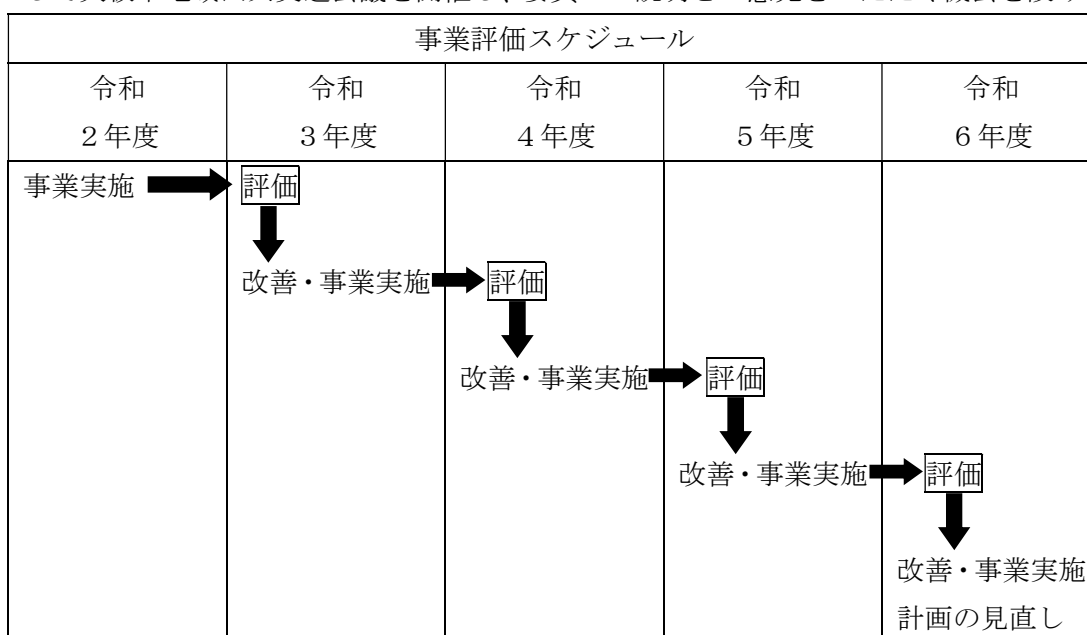 事業評価スケジュール
令和
２年度
令和
３年度
令和
４年度
令和
５年度
令和
６年度
事業実施
評価
改善・事業実施
評価
改善・事業実施
評価
改善・事業実施
評価
改善・事業実施
計画の見直し